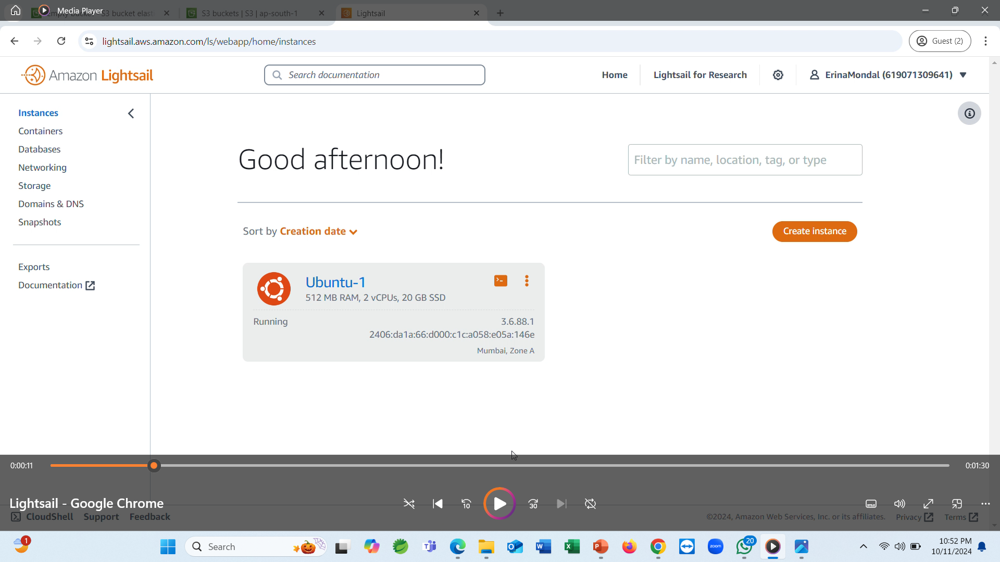 Media Player
Empty bucket - S3 bucket elast
S3 buckets | S3 | ap-south-1
Lightsail
lightsail.aws.amazon.com/ls/webapp/home/instances
Guest (2)
Amazon Lightsail
Search documentation
Home
Lightsail for Research
ErinaMondal (619071309641)
Instances
Containers
Databases
Networking
Storage
Domains & DNS
Snapshots
Exports
Documentation
Good afternoon!
Filter by name, location, tag, or type
Sort by Creation date
Create instance
Ubuntu-1
512 MB RAM, 2 vCPUs, 20 GB SSD
Running
3.6.88.1
2406:da1a:66:d000:c1c:a058:e05a:146e
Mumbai, Zone A
0:00:11
0:01:30
Lightsail - Google Chrome
10
30
CloudShell
Support
Feedback
©2024, Amazon Web Services, Inc. or its affiliates.
Privacy
Terms
1
Search
zoom
20
10:52 PM
10/11/2024